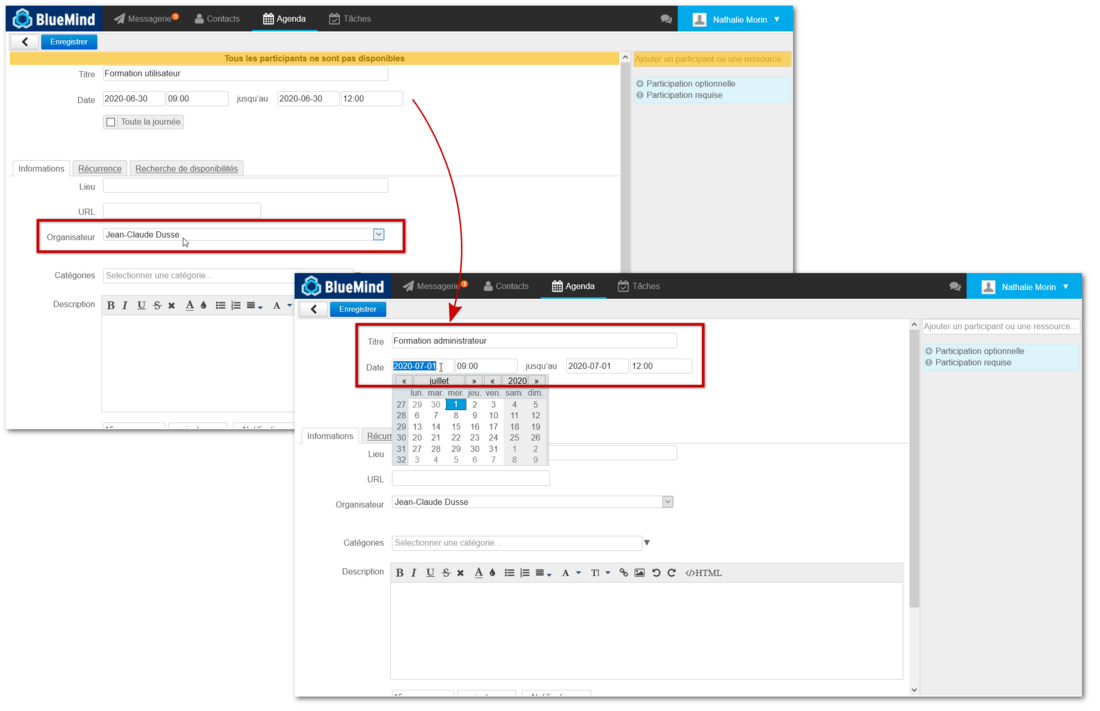 BlueMind Messagerie 3 Contacts Agenda Tâches Nathalie Morin ▼
Enregistrer
Tous les participants ne sont pas disponibles
Ajouter un participant ou une ressource...
Titre Formation utilisateur
Participation optionnelle
Participation requise
Date 2020-06-30 09:00 jusqu'au 2020-06-30 12:00
Toute la journée
Informations Récurrence Recherche de disponibilités
Lieu
URL
Organisateur Jean-Claude Dusse
Catégories Selectionner une catégorie...
Description B I U S A A
BlueMind Messagerie Contacts Agenda Tâches Nathalie Morin ▼
Enregistrer
Ajouter un participant ou une ressource...
Titre Formation administrateur
Participation optionnelle
Participation requise
Date 2020-07-01 09:00 jusqu'au 2020-07-01 12:00
« juillet » « 2020 »
lun. mar. mer. jeu. ven. sam. dim.
27 29 30 1 2 3 4 5
28 6 7 8 9 10 11 12
29 13 14 15 16 17 18 19
30 20 21 22 23 24 25 26
31 27 28 29 30 31 1 2
32 3 4 5 6 7 8 9
Informations Récurr
Lieu
URL
Organisateur Jean-Claude Dusse
Catégories Selectionner une catégorie...
Description B I U S A A TI </>HTML